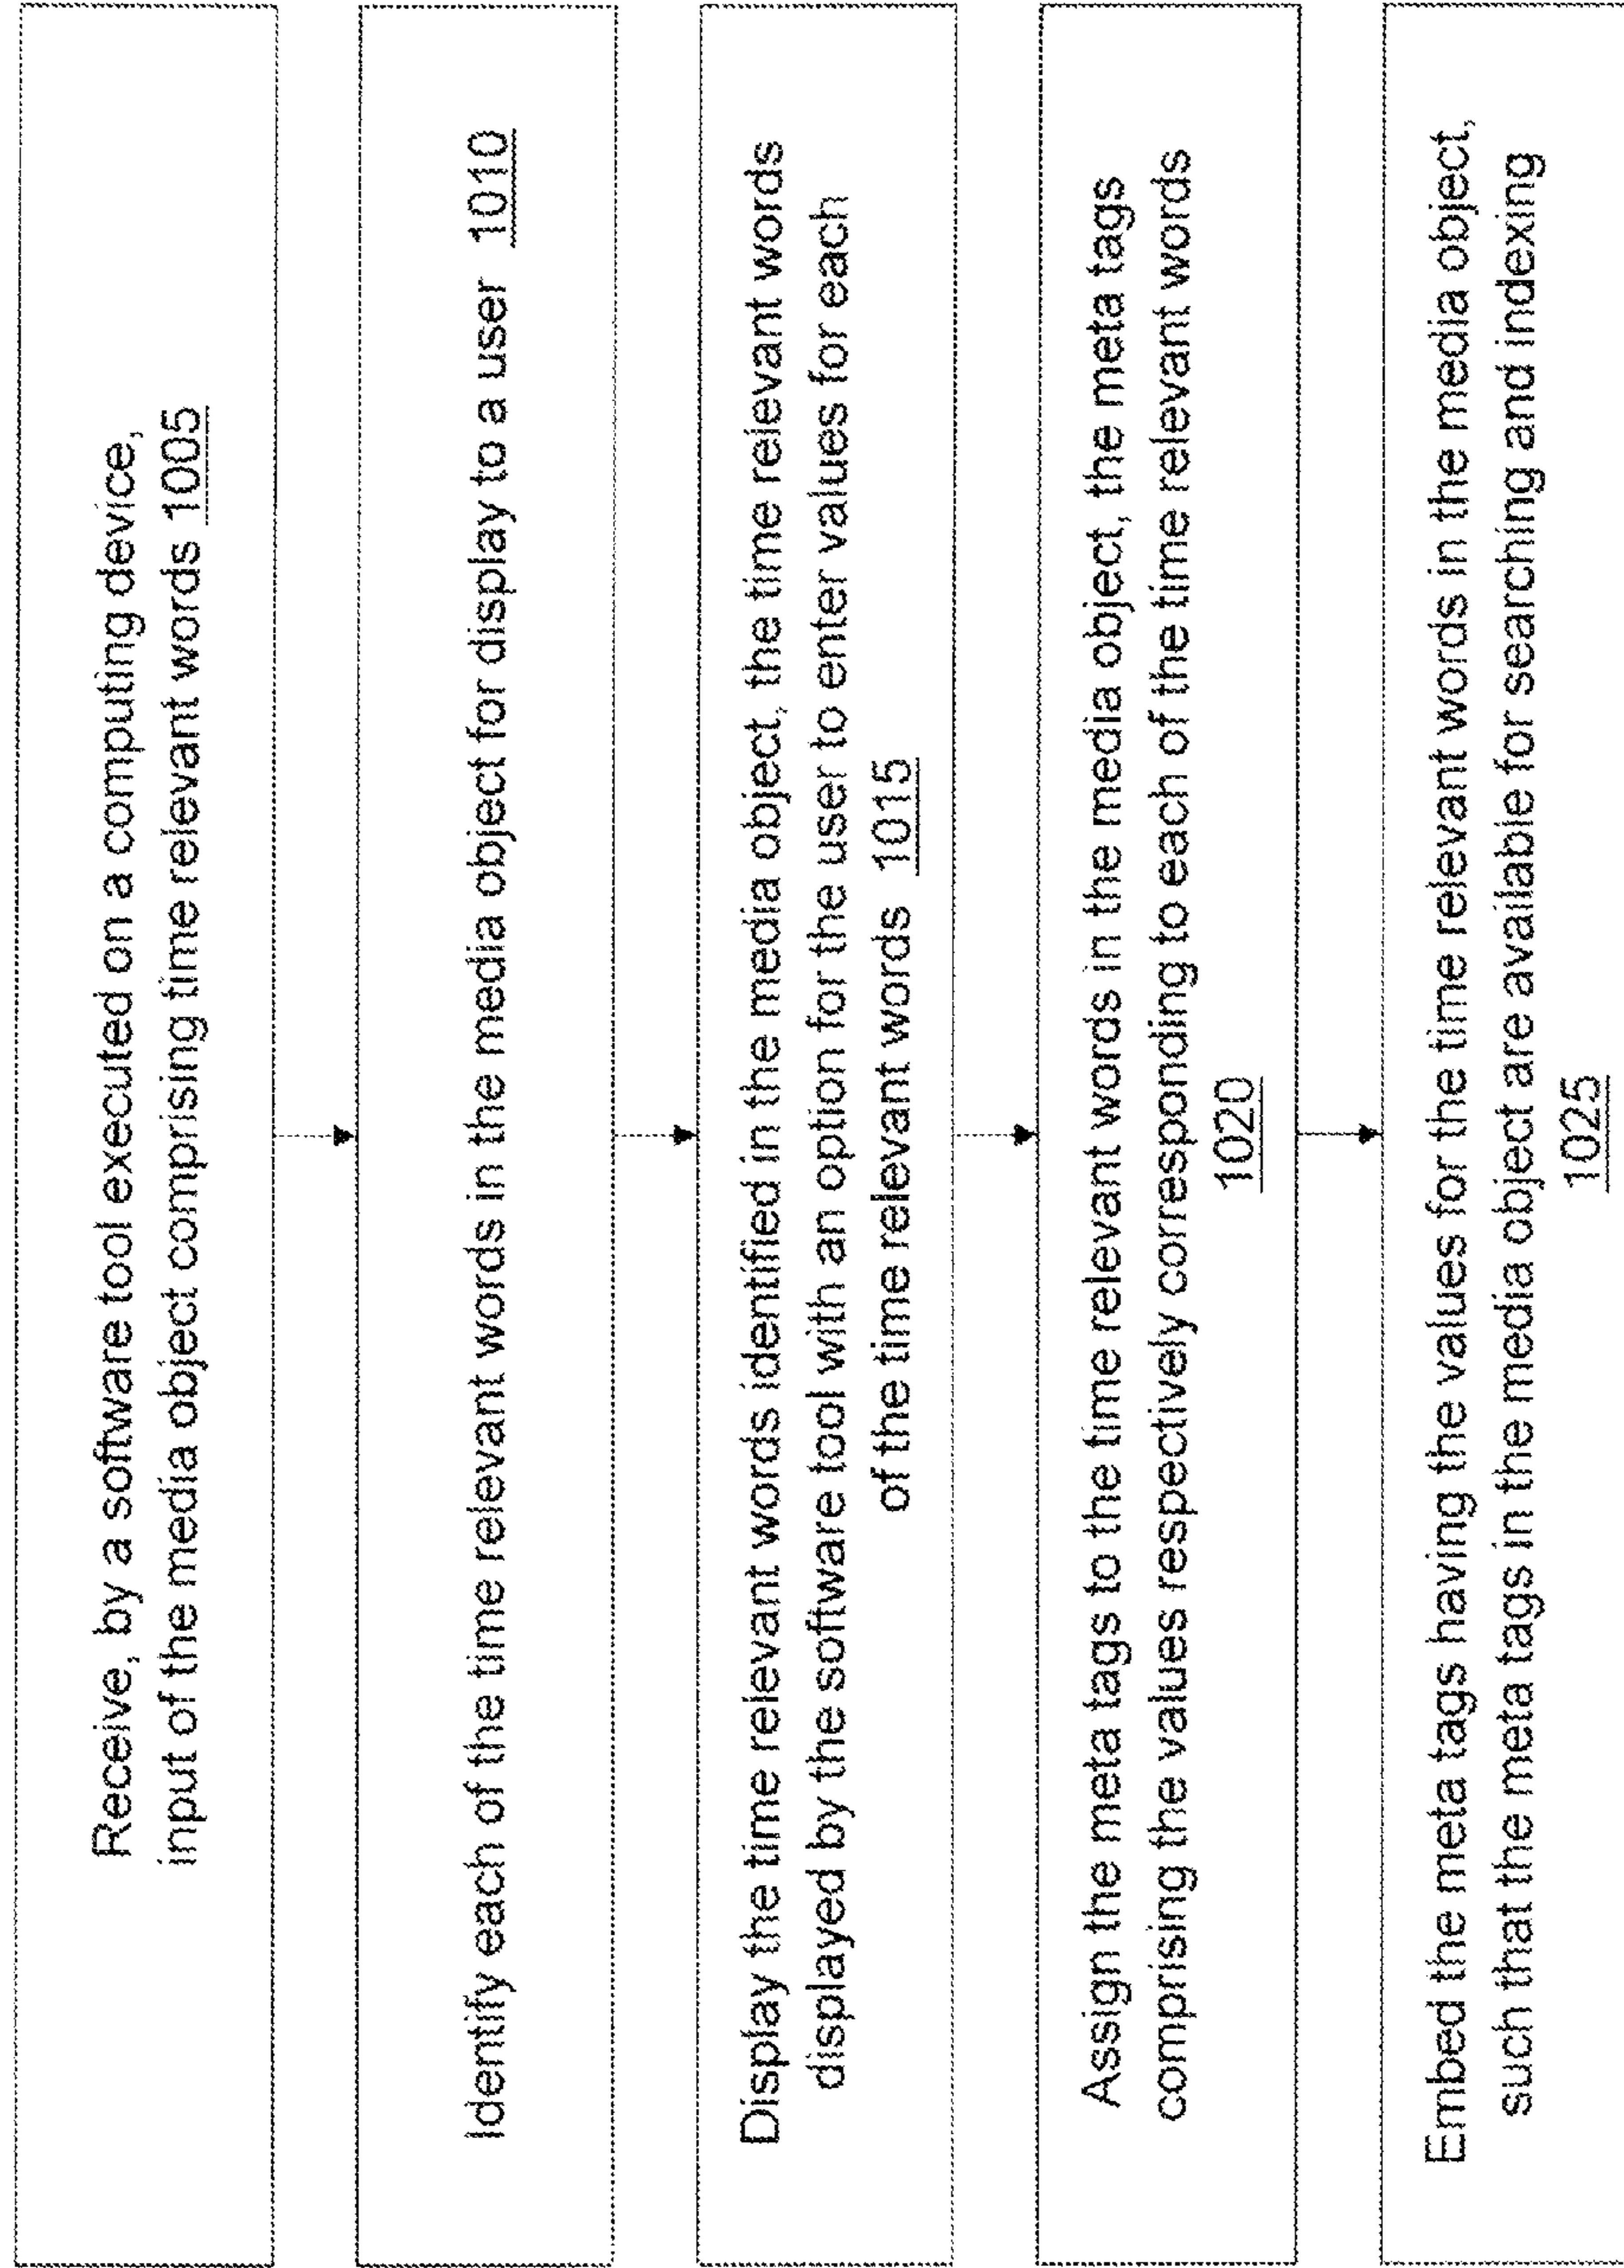 Receive, by a software tool executed on a computing device,
input of the media object comprising time relevant words 1005
Identify each of the time relevant words in the media object for display to a user 1010
Display the time relevant words identified in the media object, the time relevant words
displayed by the software tool with an option for the user to enter values for each
of the time relevant words 1015
Assign the meta tags to the time relevant words in the media object, the meta tags
comprising the values respectively corresponding to each of the time relevant words
1020
Embed the meta tags having the values for the time relevant words in the media object,
such that the meta tags in the media object are available for searching and indexing
1025